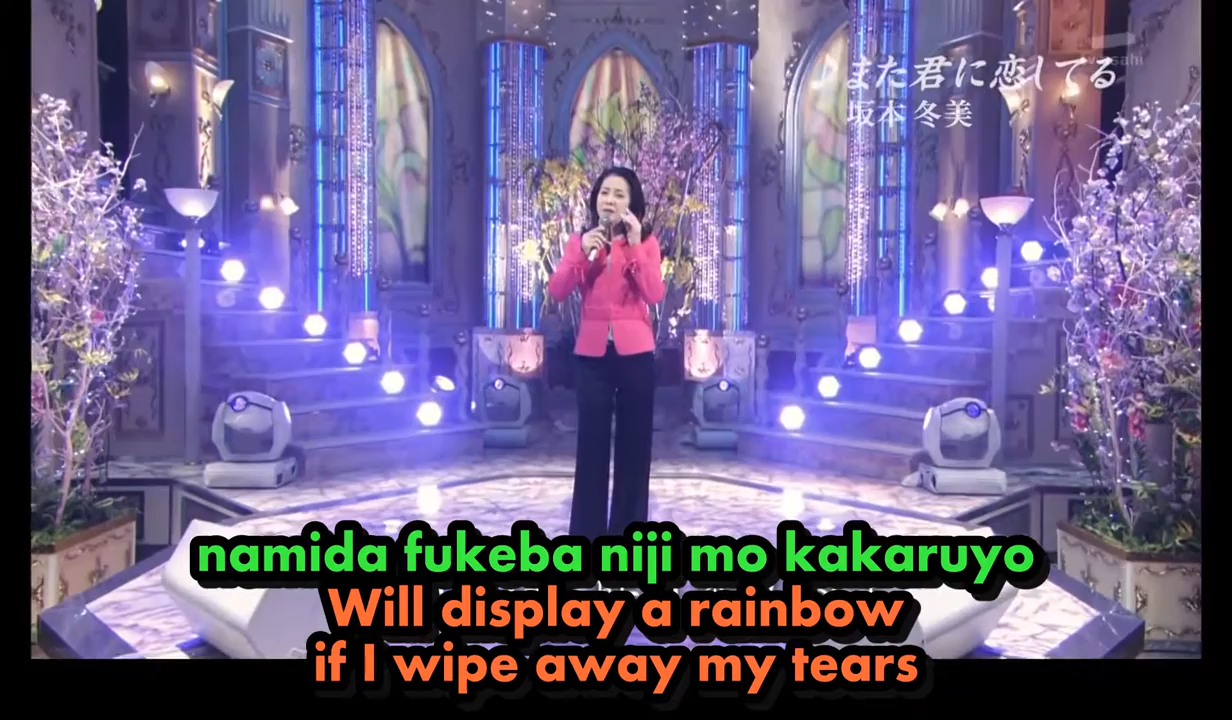 ♪また君に恋してる
坂本 冬美
namida fukeba niji mo kakaruyo
Will display a rainbow
if I wipe away my tears